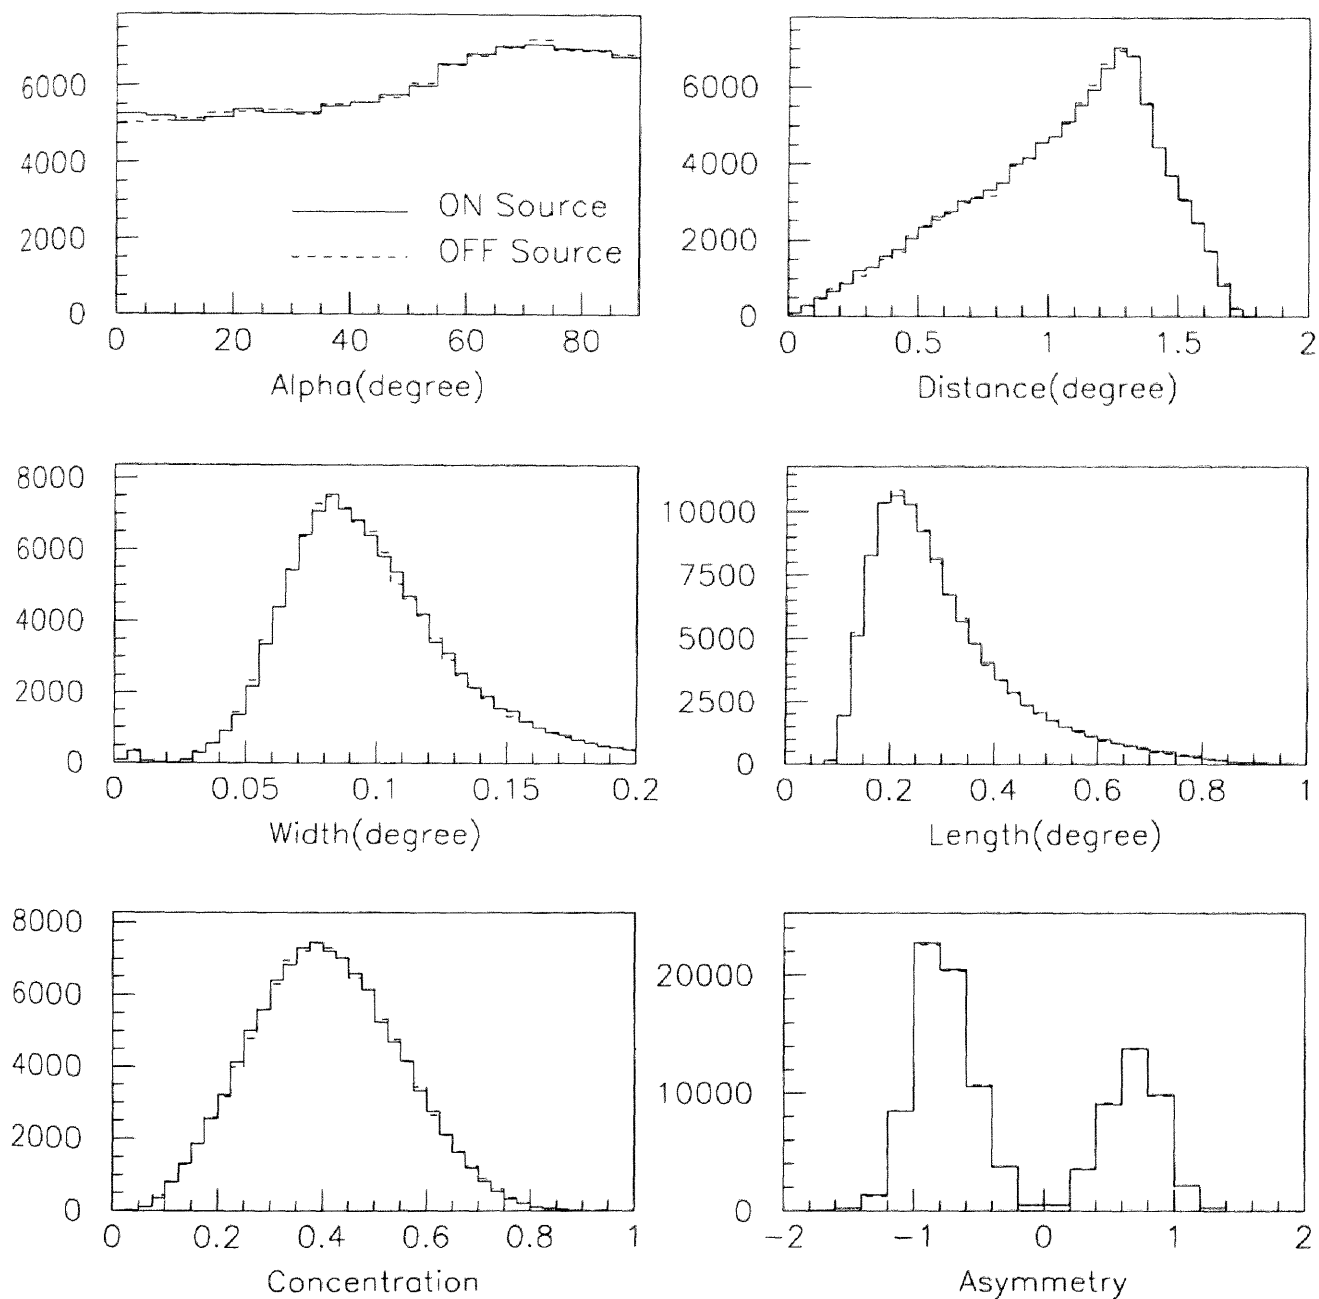 6000
4000
2000
0
ON Source
OFF Source
0 20 40 60 80
Alpha(degree)
6000
4000
2000
0
0 0.5 1 1.5 2
Distance(degree)
8000
6000
4000
2000
0
0 0.05 0.1 0.15 0.2
Width(degree)
10000
7500
5000
2500
0
0 0.2 0.4 0.6 0.8 1
Length(degree)
8000
6000
4000
2000
0
0 0.2 0.4 0.6 0.8 1
Concentration
20000
10000
0
-2 -1 0 1 2
Asymmetry